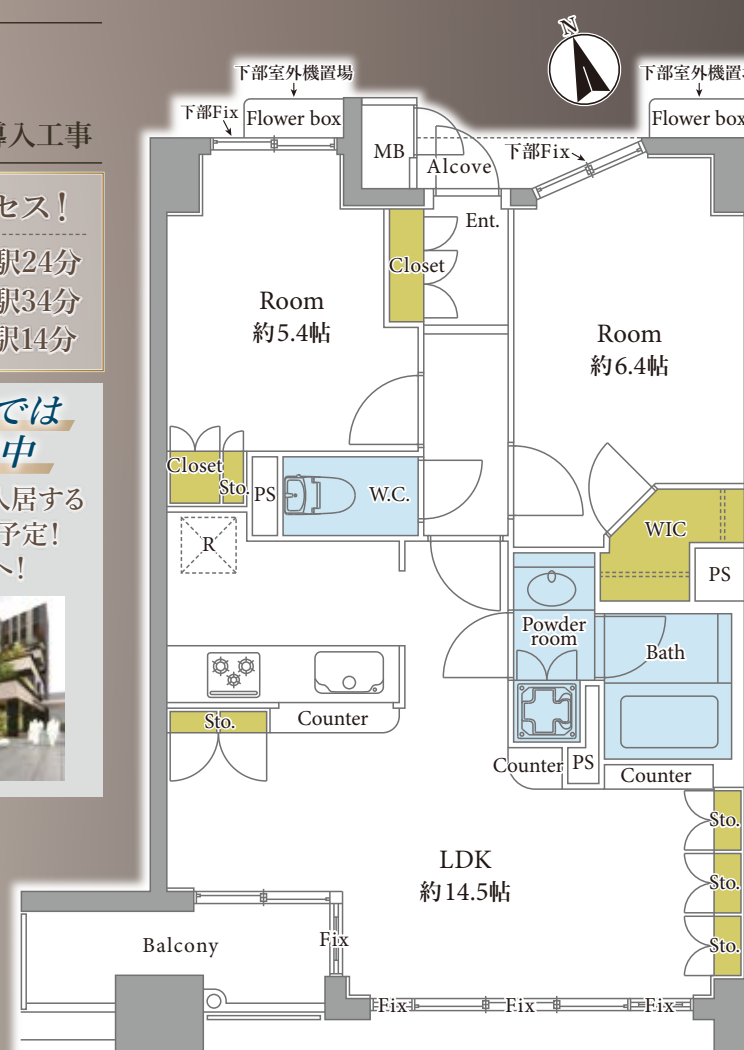 導入工事
セス！
駅24分
駅34分
駅14分
では
中
入居する
予定！
へ！
N
下部室外機置場
下部室外機置場
下部Fix
Flower box
Flower box
MB
Alcove
下部Fix
Ent.
Closet
Room
約5.4帖
Room
約6.4帖
Closet
Sto.
PS
W.C.
R
WIC
PS
Powder
room
Bath
Sto.
Counter
Counter
PS
Counter
Sto.
LDK
約14.5帖
Sto.
Sto.
Balcony
Fix
Fix
Fix
Fix